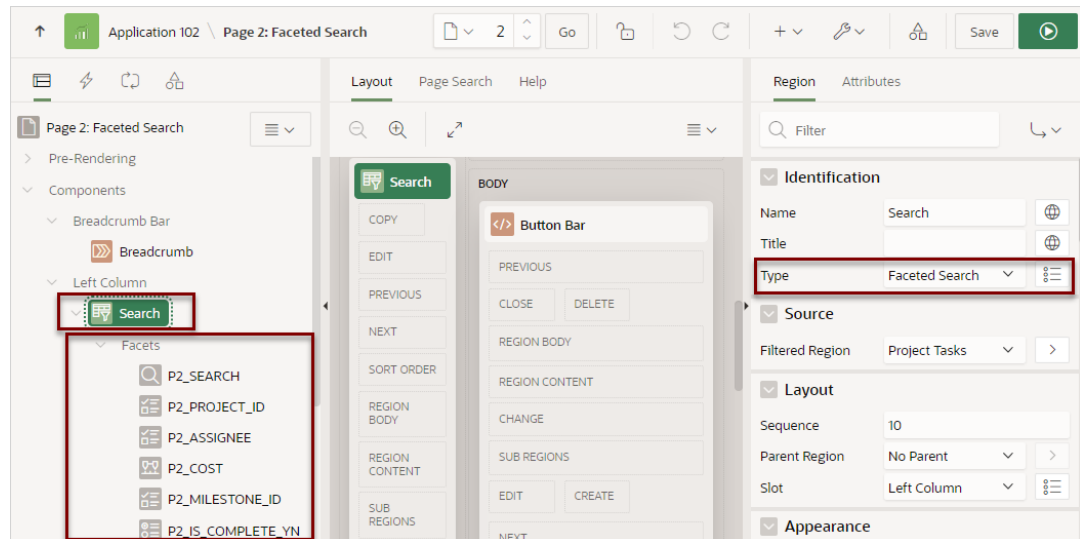 Application 102 \ Page 2: Faceted Search
2
Go
Save
Layout
Page Search
Help
Region
Attributes
Page 2: Faceted Search
Filter
Pre-Rendering
Components
Breadcrumb Bar
Breadcrumb
Left Column
Search
Facets
P2_SEARCH
P2_PROJECT_ID
P2_ASSIGNEE
P2_COST
P2_MILESTONE_ID
P2_IS_COMPLETE_YN
Search
COPY
EDIT
PREVIOUS
NEXT
SORT ORDER
REGION
BODY
REGION
CONTENT
SUB
REGIONS
BODY
</> Button Bar
PREVIOUS
CLOSE
DELETE
REGION BODY
REGION CONTENT
CHANGE
SUB REGIONS
EDIT
CREATE
NEXT
Identification
Name
Search
Title
Type
Faceted Search
Source
Filtered Region
Project Tasks
Layout
Sequence
10
Parent Region
No Parent
Slot
Left Column
Appearance